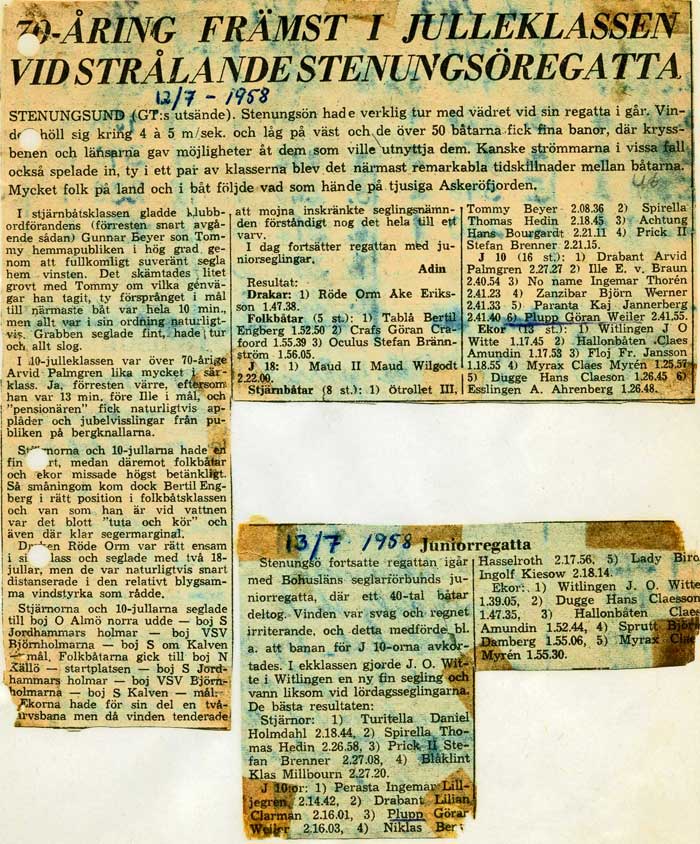 70-ÅRING FRÄMST I JULLEKLASSEN
VID STRÅLANDE STENUNGSÖREGATTA
12/7 - 1958
STENUNGSUND (GT:s utsände). Stenungsön hade verklig tur med vädret vid sin regatta i går. Vin-
den höll sig kring 4 à 5 m/sek. och låg på väst och de över 50 båtarna fick fina banor, där kryss-
benen och länsarna gav möjligheter åt dem som ville utnyttja dem. Kanske strömmarna i vissa fall
också spelade in, ty i ett par av klasserna blev det närmast remarkabla tidskillnader mellan båtarna.
Mycket folk på land och i båt följde vad som hände på tjusiga Askeröfjorden.
I stjärnbåtsklassen gladde klubb-
ordförandens (förresten snart avgå-
ende sådan) Gunnar Beyer son Tom-
my hemmapubliken i hög grad ge-
nom att tillkomligt suveränt segla
hem vinsten. Det skämtades litet
grovt med Tommy om vilka genvä-
gar han tagit, ty försprånget i mål
till närmaste båt var hela 10 min.,
men allt var i sin ordning naturligt-
vis. Grabben seglade fint, hade tur
och allt slog.
I 10-julleklassen var över 70-årige
Arvid Palmgren lika mycket i sär-
klass. Ja, förresten värre, eftersom
han var 13 min. före Ille i mål, och
"pensionären" fick naturligtvis ap-
plåder och jubelvisslingar från pu-
bliken på bergknallarna.
Stjärnorna och 10-jullarna hade en
fin start, medan däremot folkbåtar
och ekor missade högst betänkligt.
Så småningom kom dock Bertil Eng-
berg i rätt position i folkbåtsklassen
och van som han är vid vattnen
var det blott "tuta och kör" och
även där klar segermarginal.
Draken Röde Orm var rätt ensam
i sin klass och seglade med två 18-
jullar, men de var naturligtvis snart
distanserade i den relativt blygsam-
ma vindstyrka som rådde.
Stjärnorna och 10-jullarna seglade
till boj O Almö norra udde — boj S
Jordhammars holmar — boj VSV
Björnholmarna — boj S om Kalven
— mål. Folkbåtarna gick till boj N
Källö — startplatsen — boj S Jord-
hammars holmar — boj VSV Björn-
holmarna — boj S Kalven — mål.
Ekorna hade för sin del en två-
varvsbana men då vinden tenderade
att mojna inskränkte seglingsnämn-
den förståndigt nog det hela till ett
varv.
I dag fortsätter regattan med ju-
niorseglingar.
Adin
Resultat:
Drakar: 1) Röde Orm Ake Eriks-
son 1.47.38.
Folkbåtar (5 st.): 1) Tablå Bertil
Engberg 1.52.50 2) Crafs Göran Cra-
foord 1.55.39 3) Oculus Stefan Bränn-
ström 1.56.05.
J 18: 1) Maud II Maud Wilgodt
2.22.00.
Stjärnbåtar (8 st.): 1) Ötrollet III,
Tommy Beyer 2.08.36 2) Spirella
Thomas Hedin 2.18.45 3) Achtung
Hans Bourgardt 2.21.11 4) Prick II
Stefan Brenner 2.21.15.
J 10 (16 st.): 1) Drabant Arvid
Palmgren 2.27.27 2) Ille E. v. Braun
2.40.54 3) No name Ingemar Thorén
2.41.23 4) Zanzibar Björn Werner
2.41.33 5) Paranta Kaj Jannerberg
2.41.40 6) Plupp Göran Weiler 2.41.55.
Ekor (13 st.): 1) Witlingen J O
Witte 1.17.45 2) Hallonbåten Claes
Amundin 1.17.53 3) Floj Fr. Jansson
1.18.55 4) Myrax Claes Myrén 1.25.57
5) Dugge Hans Claeson 1.26.45 6)
Esslingen A. Ahrenberg 1.26.48.
13/7 1958 Juniorregatta
Stenungsö fortsatte regattan igår
med Bohusläns seglarförbunds ju-
niorregatta, där ett 40-tal båtar
deltog. Vinden var svag och regnet
irriterande, och detta medförde bl.
a. att banan för J 10-orna avkor-
tades. I ekklassen gjorde J. O. Wit-
te i Witlingen en ny fin segling och
vann liksom vid lördagsseglingarna.
De bästa resultaten:
Stjärnor: 1) Turitella Daniel
Holmdahl 2.18.44, 2) Spirella Tho-
mas Hedin 2.26.58, 3) Prick II Ste-
fan Brenner 2.27.08, 4) Blåklint
Klas Millbourn 2.27.20.
J 10:or: 1) Perasta Ingemar Lill-
jegren, 2.14.42, 2) Drabant Lilian
Clarman 2.16.01, 3) Plupp Göran
Weiler 2.16.03, 4) Niklas
Hasselroth 2.17.56, 5) Lady Biro
Ingolf Kiesow 2.18.14.
Ekor: 1) Witlingen J. O. Witte
1.39.05, 2) Dugge Hans Claesson
1.47.35, 3) Hallonbåten Claes
Amundin 1.52.44, 4) Sprutt Björn
Damberg 1.55.06, 5) Myrax Claes
Myrén 1.55.30.